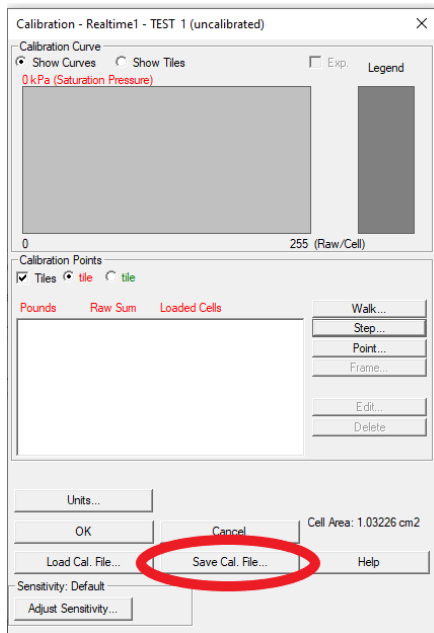 Calibration - Realtime1 - TEST 1 (uncalibrated)
Calibration Curve
Show Curves Show Tiles Exp. Legend
0 kPa (Saturation Pressure)
0 255 (Raw/Cell)
Calibration Points
Tiles tile tile
Pounds Raw Sum Loaded Cells
Walk...
Step...
Point...
Frame...
Edit...
Delete
Units...
OK Cancel Cell Area: 1.03226 cm2
Load Cal. File... Save Cal. File... Help
Sensitivity: Default
Adjust Sensitivity...